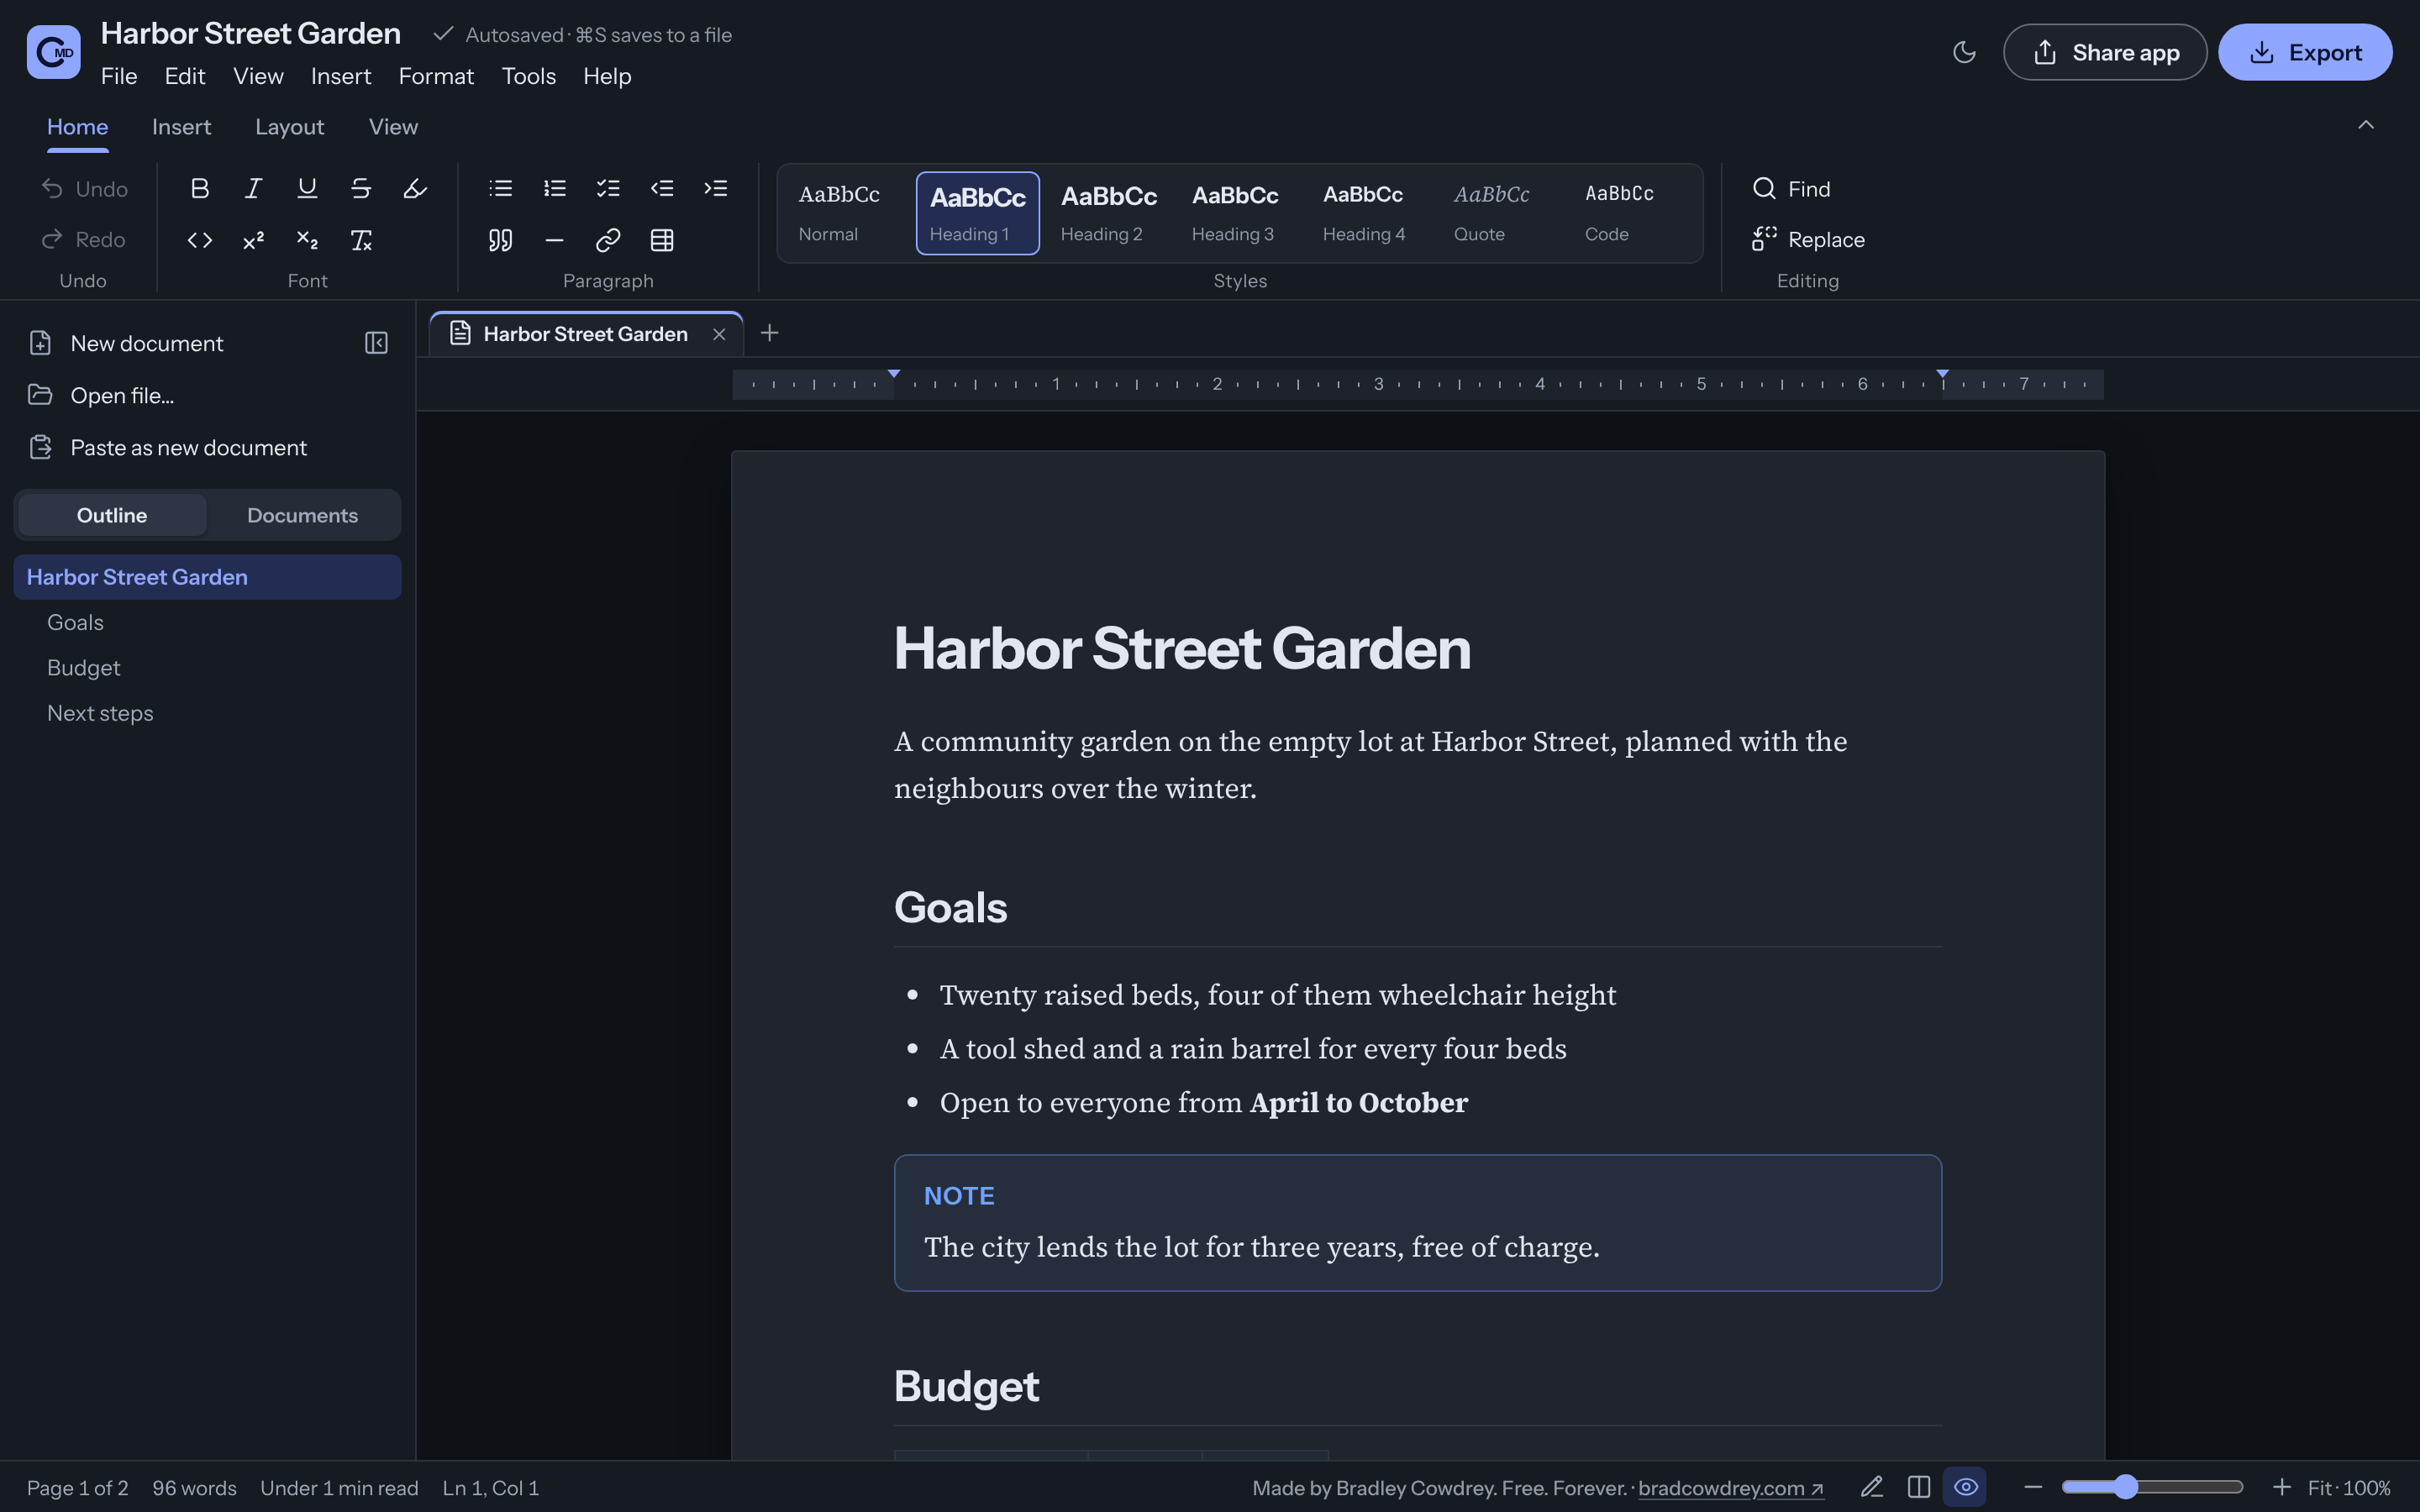 C MD
Harbor Street Garden
Autosaved · ⌘S saves to a file
File Edit View Insert Format Tools Help
Share app
Export
Home Insert Layout View
Undo
Redo
Undo
Font
Paragraph
AaBbCc AaBbCc AaBbCc AaBbCc AaBbCc AaBbCc AaBbCc
Normal Heading 1 Heading 2 Heading 3 Heading 4 Quote Code
Styles
Find
Replace
Editing
New document
Open file...
Paste as new document
Outline Documents
Harbor Street Garden
Goals
Budget
Next steps
Harbor Street Garden
1 2 3 4 5 6 7
Harbor Street Garden
A community garden on the empty lot at Harbor Street, planned with the
neighbours over the winter.
Goals
• Twenty raised beds, four of them wheelchair height
• A tool shed and a rain barrel for every four beds
• Open to everyone from April to October
NOTE
The city lends the lot for three years, free of charge.
Budget
Page 1 of 2 96 words Under 1 min read Ln 1, Col 1
Made by Bradley Cowdrey. Free. Forever. · bradcowdrey.com ↗
Fit · 100%